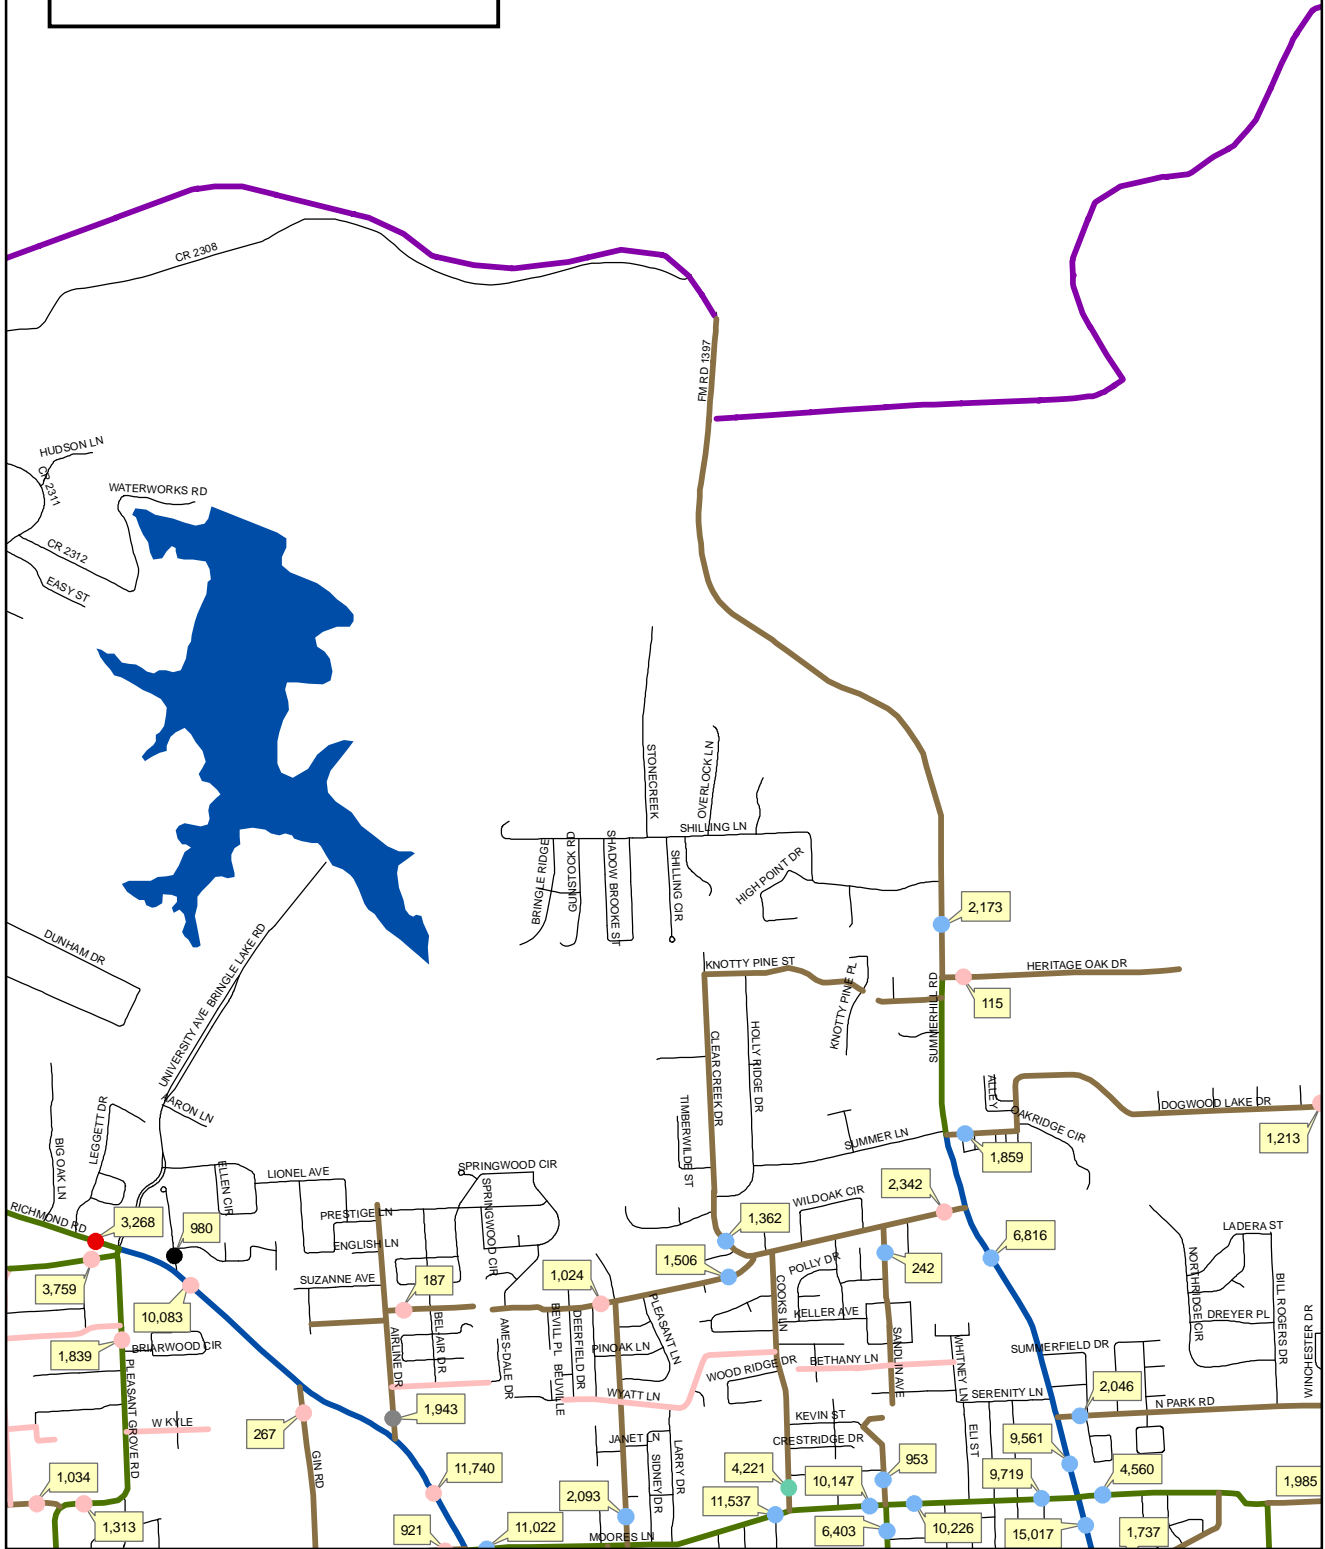 CR 2308
FM RD 1397
HUDSON LN
CR 2311
WATERWORKS RD
CR 2312
EASY ST
STONECREEK
OVERLOCK LN
SHILLING LN
BRINGLE RIDGE
GUNSTOCK RD
SHADOW BROOKE ST
SHILLING CIR
HIGH POINT DR
2,173
DUNHAM DR
UNIVERSITY AVE BRINGLE LAKE RD
KNOTTY PINE ST
KNOTTY PINE PL
HERITAGE OAK DR
115
SUMMERHILL RD
CLEAR CREEK DR
HOLLY RIDGE DR
TIMBERWILDE ST
AARON LN
LEGGETT DR
BIG OAK LN
ALLEY
OAKRIDGE CIR
DOGWOOD LAKE DR
1,213
SUMMER LN
1,859
ELLEN CIR
LIONEL AVE
SPRINGWOOD CIR
SPRINGWOOD CIR
2,342
WILDOAK CIR
RICHMOND RD
3,268
980
PRESTIGE LN
1,362
6,816
LADERA ST
ENGLISH LN
1,506
POLLY DR
242
3,759
SUZANNE AVE
187
1,024
10,083
COOKS LN
KELLER AVE
NORTHRIDGE CIR
BILL ROGERS DR
DREYER PL
BEL-AIR DR
AMES-DALE DR
BEVILL PL
DEERFIELD DR
PLEASANT LN
1,839
BRIARWOOD CIR
AIRLINE DR
PINOAK LN
SANDLIN AVE
WHITNEY LN
SUMMERFIELD DR
WINCHESTER DR
WOOD RIDGE DR
BETHANY LN
PLEASANT GROVE RD
BEUVILLE
WYATT LN
SERENITY LN
2,046
N PARK RD
1,943
W KYLE
267
KEVIN ST
CRESTRIDGE DR
JANET LN
ELI ST
9,561
GIN RD
SIDNEY DR
LARRY DR
1,034
11,740
4,221
10,147
953
9,719
4,560
1,985
2,093
11,537
1,313
921
11,022
MOORES LN
6,403
10,226
15,017
1,737